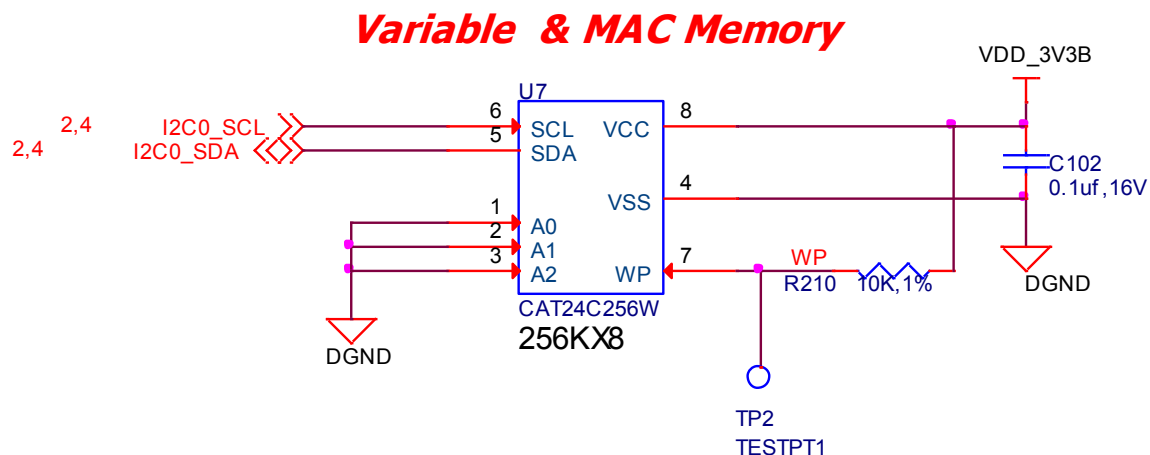 Variable & MAC Memory
VDD_3V3B
U7
2,4 I2C0_SCL 6 SCL VCC 8
2,4 I2C0_SDA 5 SDA
C102
0.1uf,16V
VSS 4
1 A0
2 A1
3 A2 WP 7 WP
R210 10K,1%
DGND
CAT24C256W
256KX8
DGND
TP2
TESTPT1